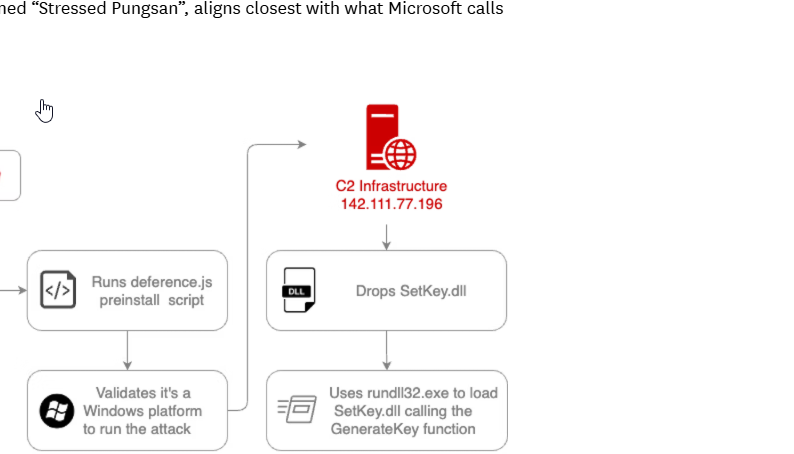 “Stressed Pungsan”, aligns closest with what Microsoft calls
C2 Infrastructure
142.111.77.196
Runs deference.js
preinstall script
DLL
Drops SetKey.dll
Validates it's a
Windows platform
to run the attack
Uses rundll32.exe to load
SetKey.dll calling the
GenerateKey function